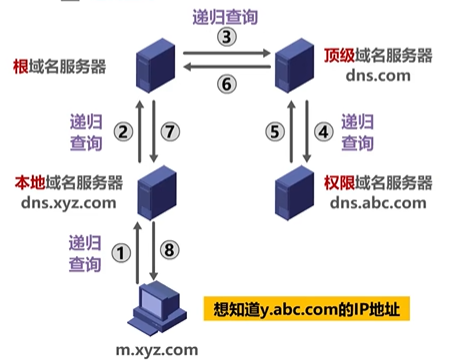 递归查询
③
根域名服务器
顶级域名服务器
dns.com
⑥
递归
查询
②
⑦
⑤
④
递归
查询
本地域名服务器
dns.xyz.com
权限域名服务器
dns.abc.com
递归
查询
①
⑧
想知道y.abc.com的IP地址
m.xyz.com